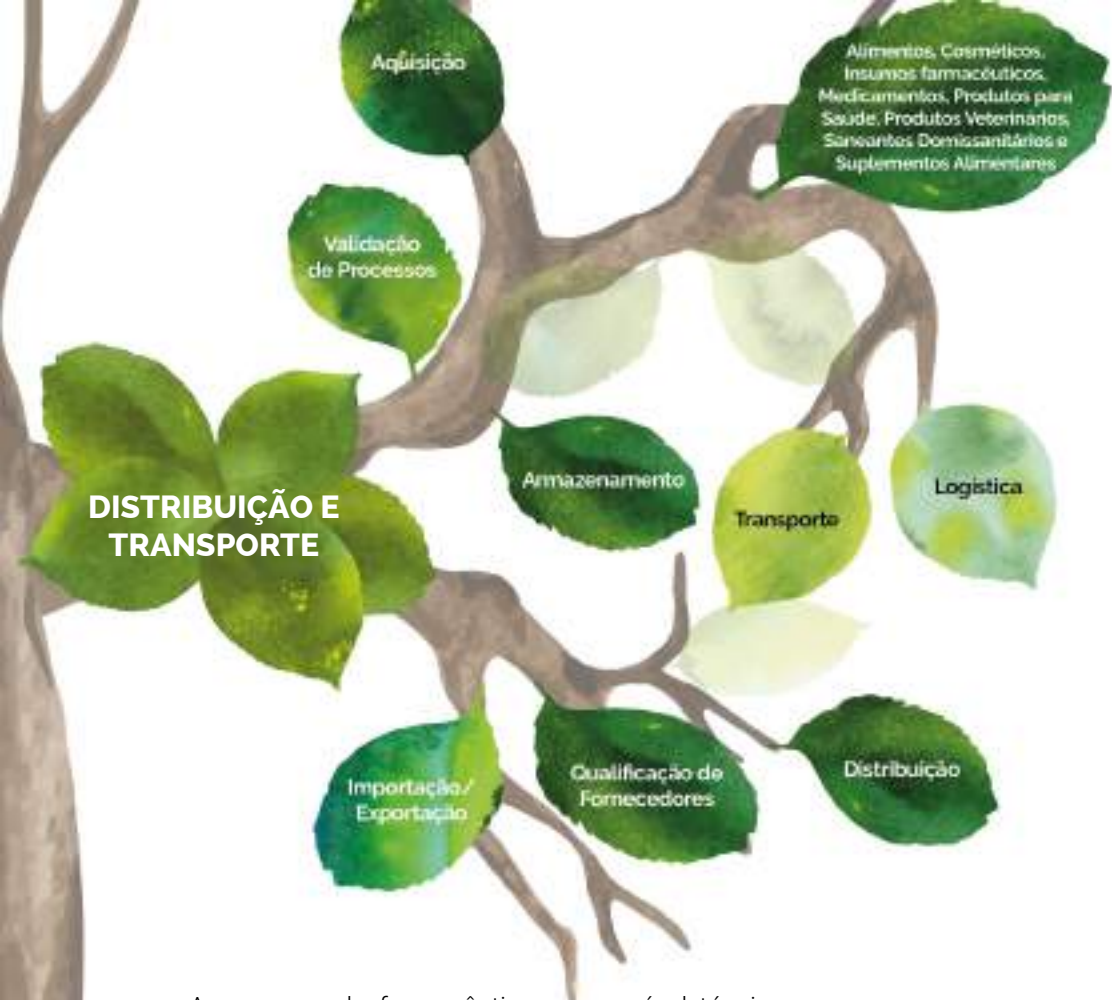 Aquisição
Alimentos, Cosméticos,
Insumos farmacêuticos,
Medicamentos, Produtos para
Saúde, Produtos Veterinários,
Saneantes Domissanitários e
Suplementos Alimentares
Validação
de Processos
Armazenamento
Transporte
Logística
DISTRIBUIÇÃO E
TRANSPORTE
Importação/
Exportação
Qualificação de
Fornecedores
Distribuição